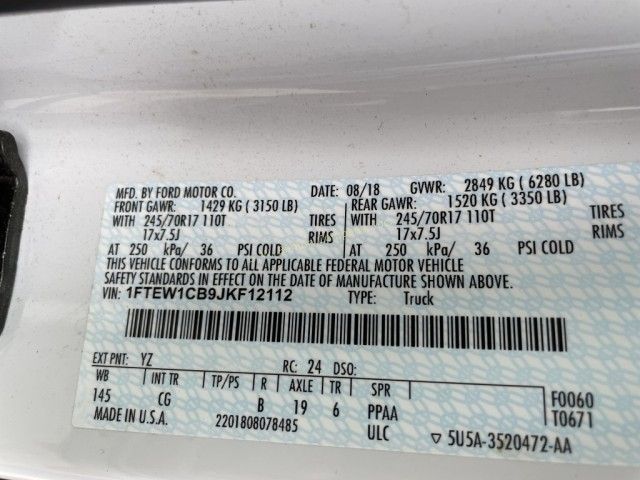 MFD. BY FORD MOTOR CO. DATE: 08/18 GVWR: 2849 KG ( 6280 LB)
FRONT GAWR: 1429 KG ( 3150 LB) REAR GAWR: 1520 KG ( 3350 LB)
WITH 245/70R17 110T TIRES WITH 245/70R17 110T TIRES
17x7.5J RIMS 17x7.5J RIMS
AT 250 kPa/ 36 PSI COLD AT 250 kPa/ 36 PSI COLD
THIS VEHICLE CONFORMS TO ALL APPLICABLE FEDERAL MOTOR VEHICLE
SAFETY STANDARDS IN EFFECT ON THE DATE OF MANUFACTURE SHOWN ABOVE.
VIN: 1FTEW1CB9JKF12112 TYPE: Truck
EXT PNT: YZ RC: 24 DSO:
WB INT TR TP/PS R AXLE TR SPR F0060
145 CG B 19 6 PPAA T0671
MADE IN U.S.A. 2201808078485 ULC ▽ 5U5A-3520472-AA